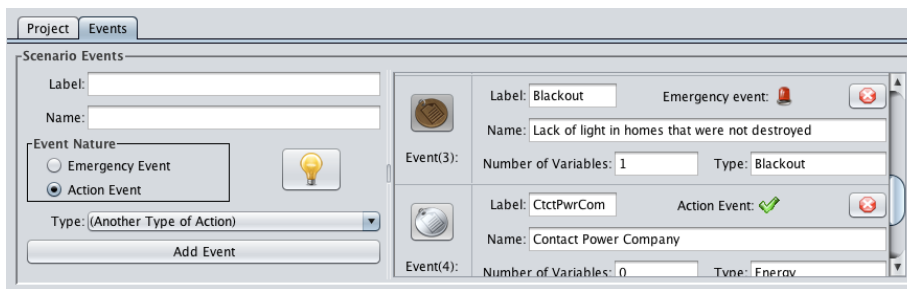 Project Events
Scenario Events
Label:
Name:
Event Nature
Emergency Event
Action Event
Type: (Another Type of Action)
Add Event
Label: Blackout Emergency event:
Name: Lack of light in homes that were not destroyed
Event(3): Number of Variables: 1 Type: Blackout
Label: CtctPwrCom Action Event:
Name: Contact Power Company
Event(4): Number of Variables: 0 Type: Energy